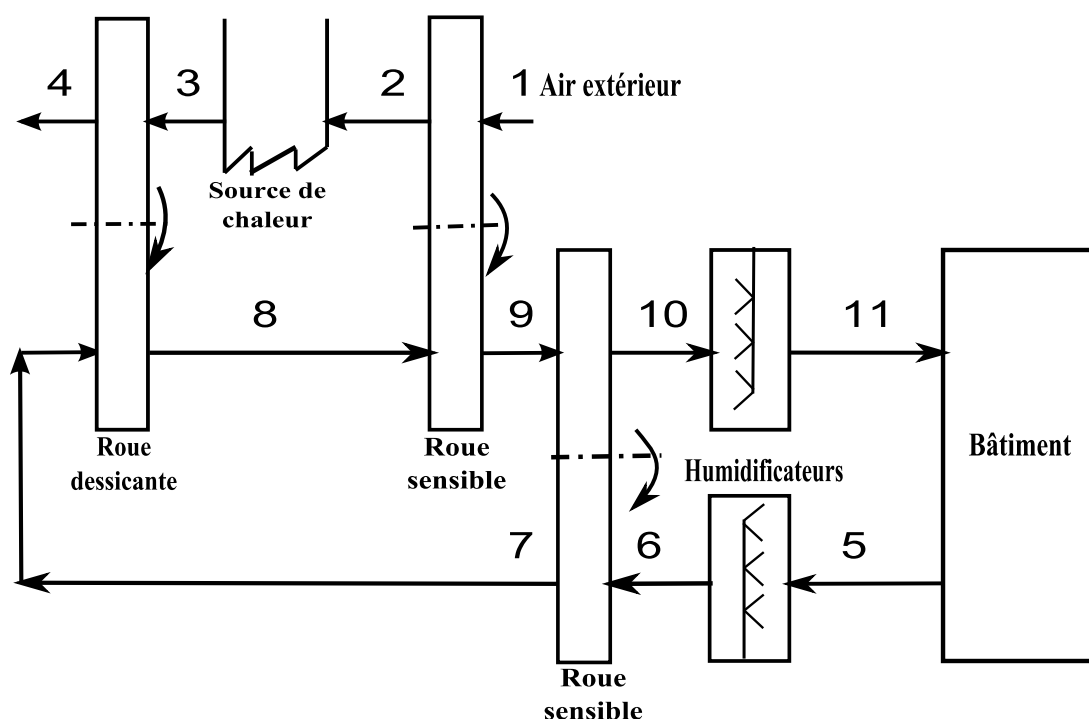 4
3
2
1 Air extérieur
Source de
chaleur
8
9
10
11
Roue
dessicante
Roue
sensible
Humidificateurs
Bâtiment
7
6
5
Roue
sensible